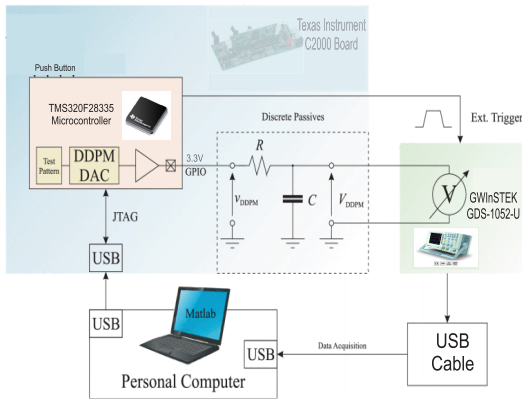 Texas Instrument
C2000 Board
Push Button
TMS320F28335
Microcontroller
Discrete Passives
Ext. Trigger
Test
Pattern
DDPM
DAC
3.3V
GPIO
R
C
vDDPM
VDDPM
V
GWInSTEK
GDS-1052-U
JTAG
USB
USB
Matlab
USB
Personal Computer
Data Acquisition
USB
Cable